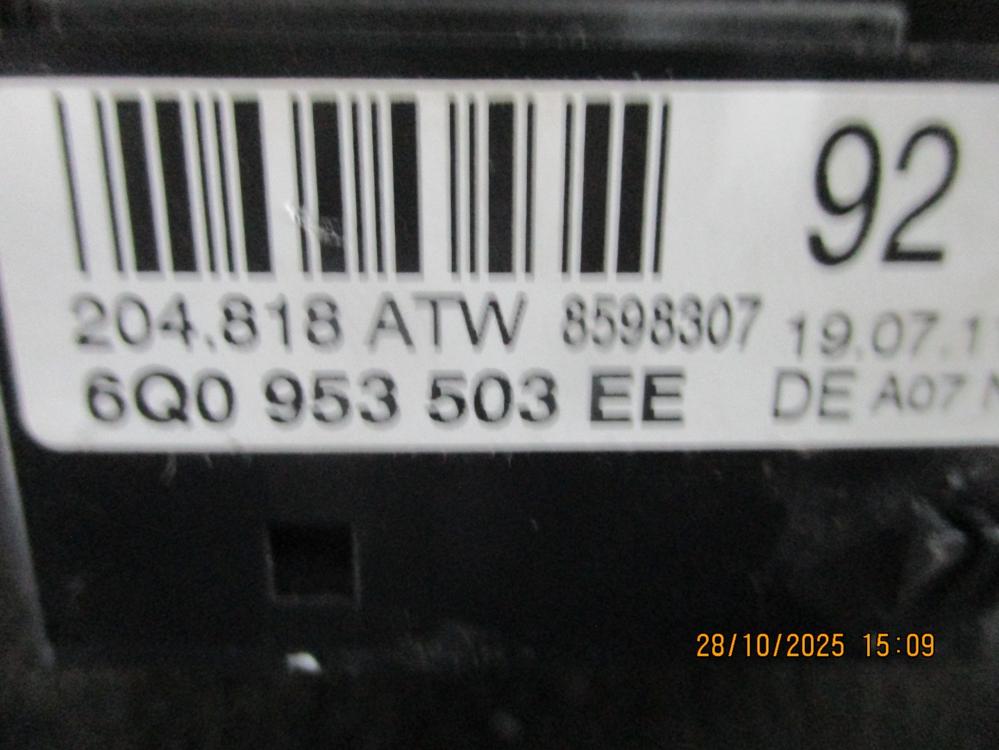 92
204.818 ATW 8598307 19.07.1
6Q0 953 503 EE DE A07
28/10/2025 15:09